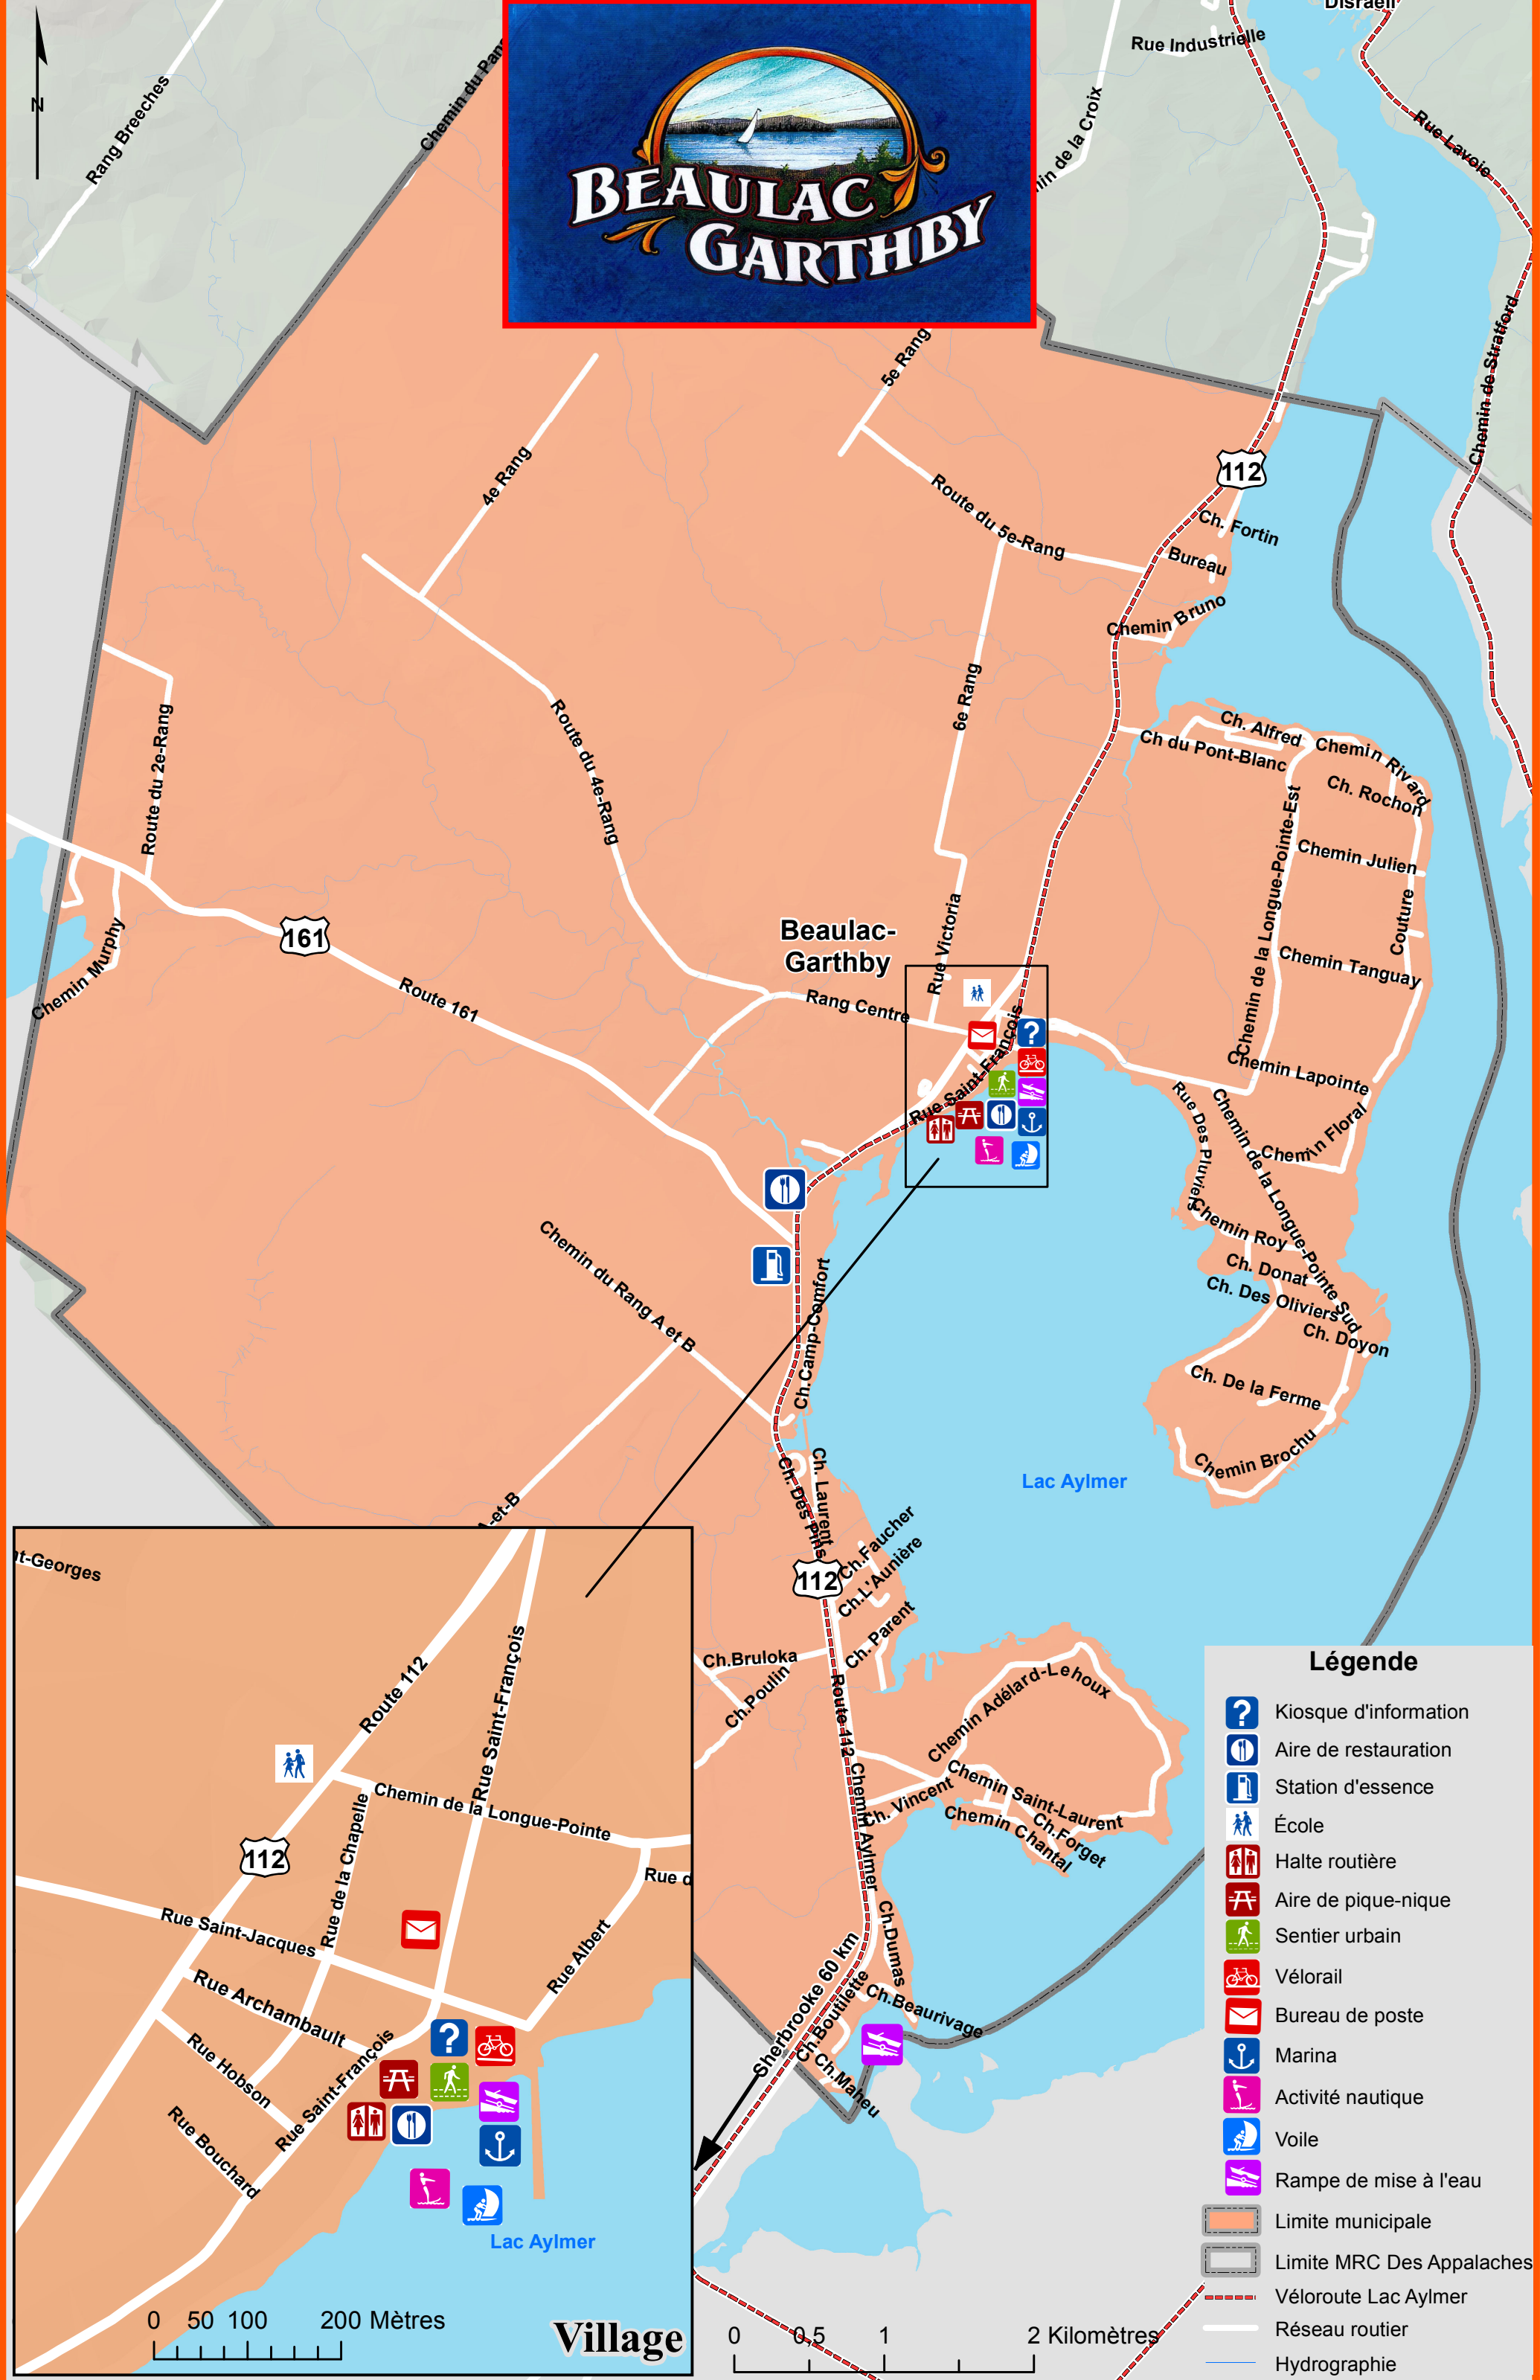 N
Rang Breeches
BEAULAC
GARTHBY
Rue Industrielle
Rue Lavoie
Chemin de Stratford
4e Rang
5e Rang
Route du 5e-Rang
112
Ch. Fortin
Bureau
Chemin Bruno
6e Rang
Route du 2e-Rang
Route du 4e-Rang
Ch. Alfred
Ch du Pont-Blanc
Chemin Rivard
Ch. Rochon
Chemin Julien
Chemin de la Longue-Pointe-Est
Couture
Chemin Tanguay
Chemin Lapointe
Chemin Floral
161
Route 161
Chemin Murphy
Beaulac-
Garthby
Rue Victoria
Rang Centre
Rue Saint-François
Rue Des Pluviers
Chemin de la Longue-Pointe Sud
Chemin Roy
Ch. Donat
Ch. Des Oliviers
Ch. Doyon
Ch. De la Ferme
Chemin Brochu
Chemin du Rang A et B
Ch.Camp-Comfort
Lac Aylmer
Ch. Laurent
Ch. Des Pins
112
Ch.Faucher
Ch.L'Aunière
Ch. Parent
Ch.Bruloka
Ch.Poulin
Route 112
Chemin Aylmer
Chemin Adélard-Lehoux
Ch. Vincent
Chemin Saint-Laurent
Chemin Chantal
Ch.Forget
Ch.Dumas
Sherbrooke 60 km
Ch.Boutilette
Ch.Beaurivage
Ch.Maheu
A-et-B
nt-Georges
Route 112
Rue Saint-François
Chemin de la Longue-Pointe
112
Rue de la Chapelle
Rue d
Rue Saint-Jacques
Rue Albert
Rue Archambault
Rue Hobson
Rue Saint-François
Rue Bouchard
Lac Aylmer
0 50 100 200 Mètres
Village
0 0,5 1 2 Kilomètres
Légende
Kiosque d'information
Aire de restauration
Station d'essence
École
Halte routière
Aire de pique-nique
Sentier urbain
Vélorail
Bureau de poste
Marina
Activité nautique
Voile
Rampe de mise à l'eau
Limite municipale
Limite MRC Des Appalaches
Véloroute Lac Aylmer
Réseau routier
Hydrographie